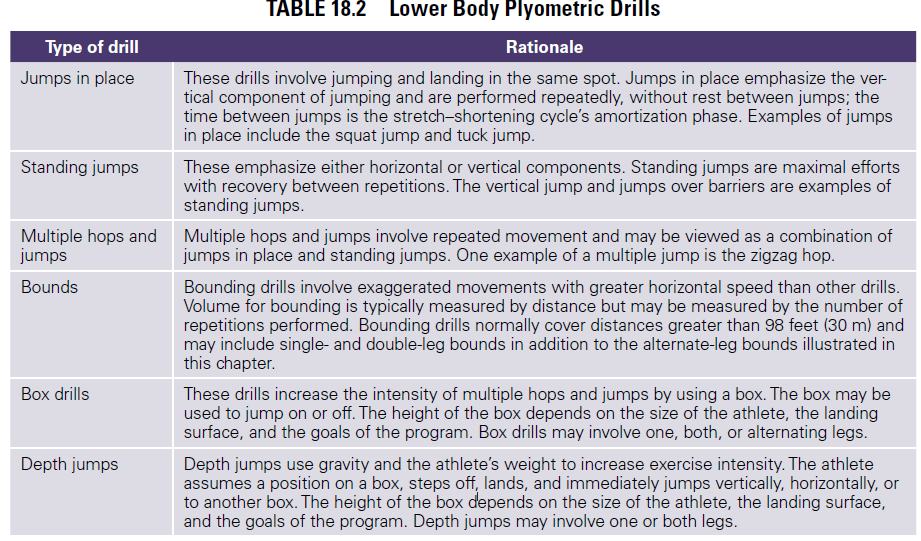 TABLE 18.2 Lower Body Plyometric Drills
Type of drill
Rationale
Jumps in place
These drills involve jumping and landing in the same spot. Jumps in place emphasize the ver-
tical component of jumping and are performed repeatedly, without rest between jumps; the
time between jumps is the stretch–shortening cycle's amortization phase. Examples of jumps
in place include the squat jump and tuck jump.
Standing jumps
These emphasize either horizontal or vertical components. Standing jumps are maximal efforts
with recovery between repetitions. The vertical jump and jumps over barriers are examples of
standing jumps.
Multiple hops and
jumps
Multiple hops and jumps involve repeated movement and may be viewed as a combination of
jumps in place and standing jumps. One example of a multiple jump is the zigzag hop.
Bounds
Bounding drills involve exaggerated movements with greater horizontal speed than other drills.
Volume for bounding is typically measured by distance but may be measured by the number of
repetitions performed. Bounding drills normally cover distances greater than 98 feet (30 m) and
may include single- and double-leg bounds in addition to the alternate-leg bounds illustrated in
this chapter.
Box drills
These drills increase the intensity of multiple hops and jumps by using a box. The box may be
used to jump on or off. The height of the box depends on the size of the athlete, the landing
surface, and the goals of the program. Box drills may involve one, both, or alternating legs.
Depth jumps
Depth jumps use gravity and the athlete's weight to increase exercise intensity. The athlete
assumes a position on a box, steps off, lands, and immediately jumps vertically, horizontally, or
to another box. The height of the box depends on the size of the athlete, the landing surface,
and the goals of the program. Depth jumps may involve one or both legs.